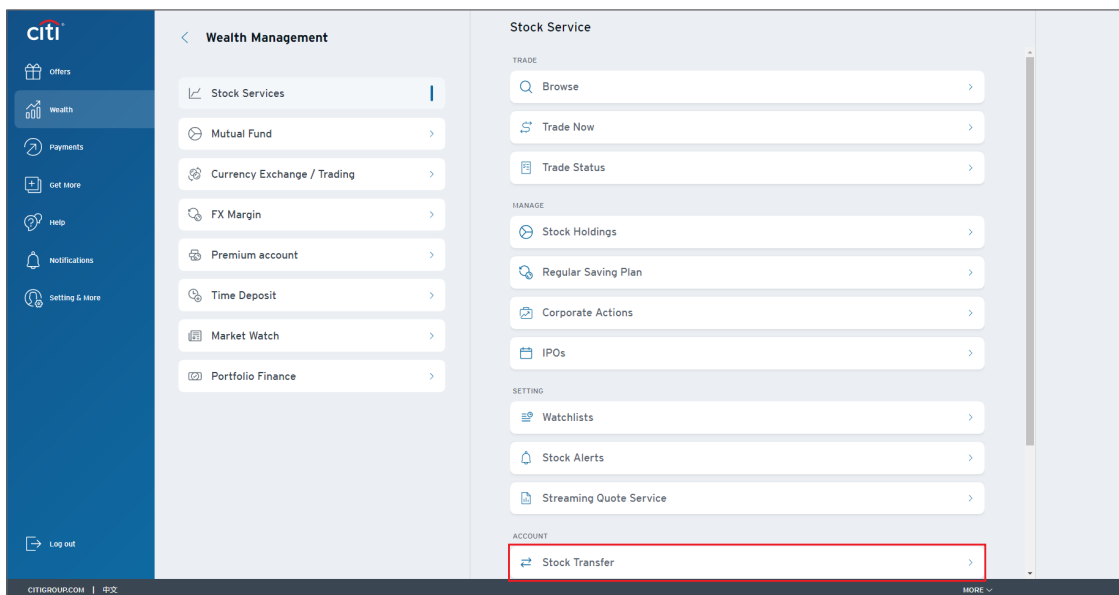 citi
Offers
Wealth
Payments
Get More
Help
Notifications
Setting & More
Log out
Wealth Management
Stock Services
Mutual Fund
Currency Exchange / Trading
FX Margin
Premium account
Time Deposit
Market Watch
Portfolio Finance
Stock Service
TRADE
Browse
Trade Now
Trade Status
MANAGE
Stock Holdings
Regular Saving Plan
Corporate Actions
IPOs
SETTING
Watchlists
Stock Alerts
Streaming Quote Service
ACCOUNT
Stock Transfer
CITIGROUP.COM | 中文
MORE